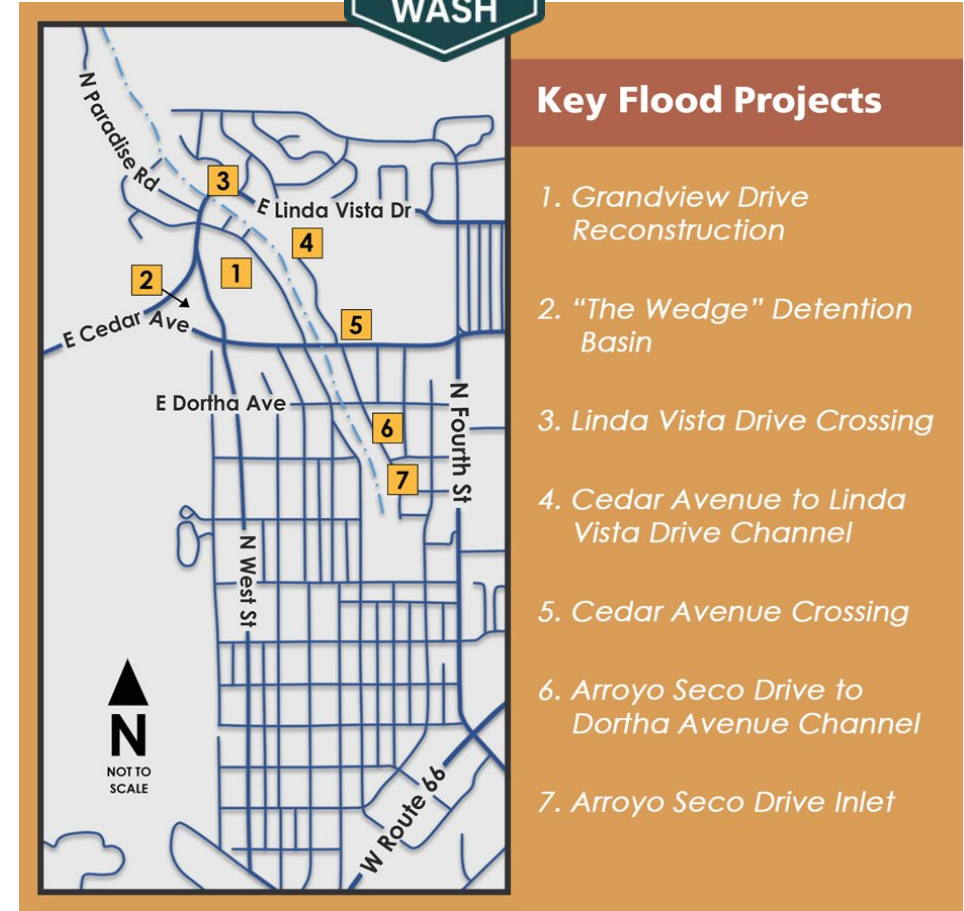 WASH
Key Flood Projects
1. Grandview Drive
Reconstruction
2. “The Wedge” Detention
Basin
3. Linda Vista Drive Crossing
4. Cedar Avenue to Linda
Vista Drive Channel
5. Cedar Avenue Crossing
6. Arroyo Seco Drive to
Dortha Avenue Channel
7. Arroyo Seco Drive Inlet
N Paradise Rd
3
E Linda Vista Dr
4
1
2
5
E Cedar Ave
E Dortha Ave
N Fourth St
6
7
N West St
N
NOT TO
SCALE
W Route 66